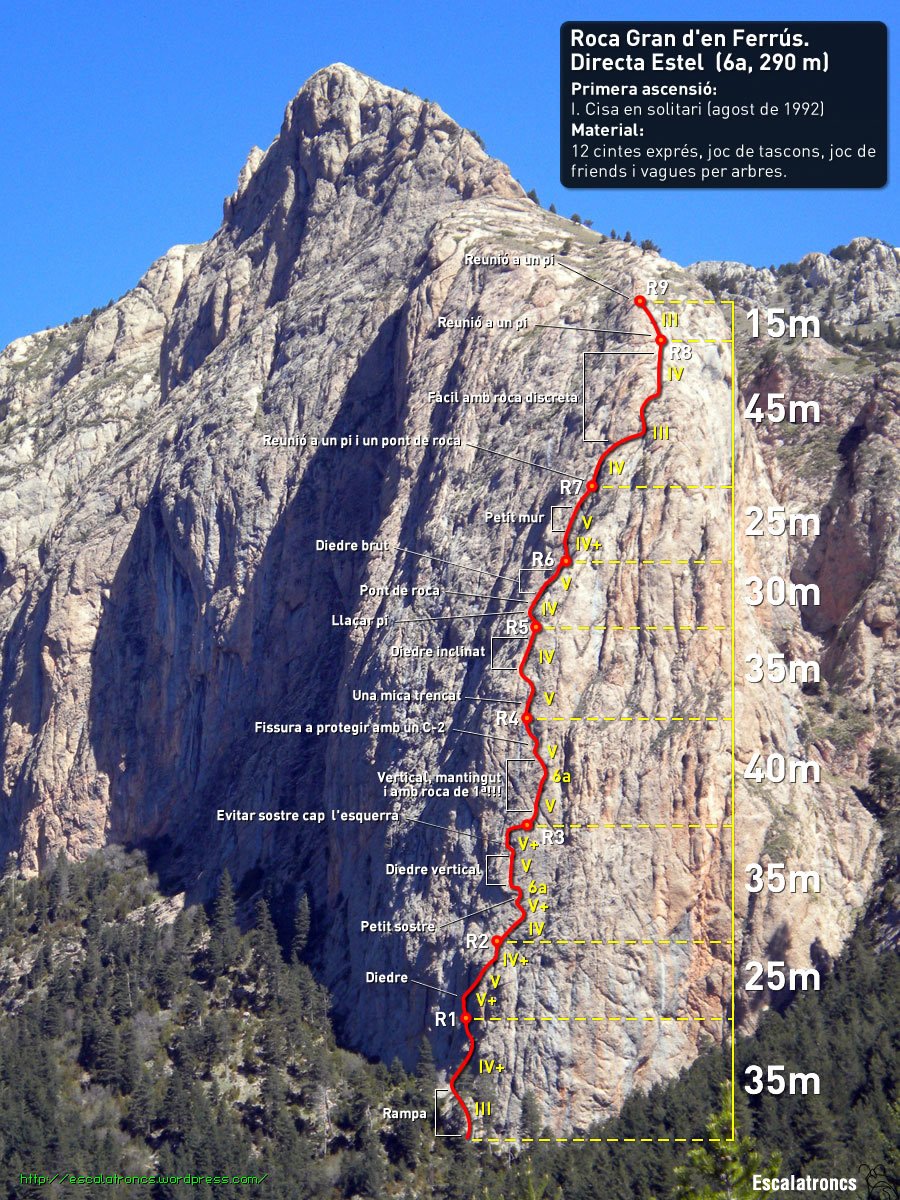 Roca Gran d'en Ferrús.
Directa Estel (6a, 290 m)
Primera ascensió:
I. Cisa en solitari (agost de 1992)
Material:
12 cintes exprés, joc de tascons, joc de
friends i vagues per arbres.
Reunió a un pi
R9
III
15m
Reunió a un pi
R8
IV
Fàcil amb roca discreta
45m
III
Reunió a un pi i un pont de roca
IV
R7
Petit mur
V
25m
Diedre brut
IV+
R6
V
Pont de roca
30m
IV
Llaçar pi
R5
Diedre inclinat
IV
35m
Una mica trencat
V
R4
Fissura a protegir amb un C-2
V
Vertical, mantingut
i amb roca de 1ª!!!
6a
40m
V
Evitar sostre cap l'esquerra
R3
V+
Diedre vertical
V
35m
6a
V+
Petit sostre
IV
R2
IV+
Diedre
V
25m
V+
R1
IV+
35m
Rampa
III
http://escalatroncs.wordpress.com/
Escalatroncs